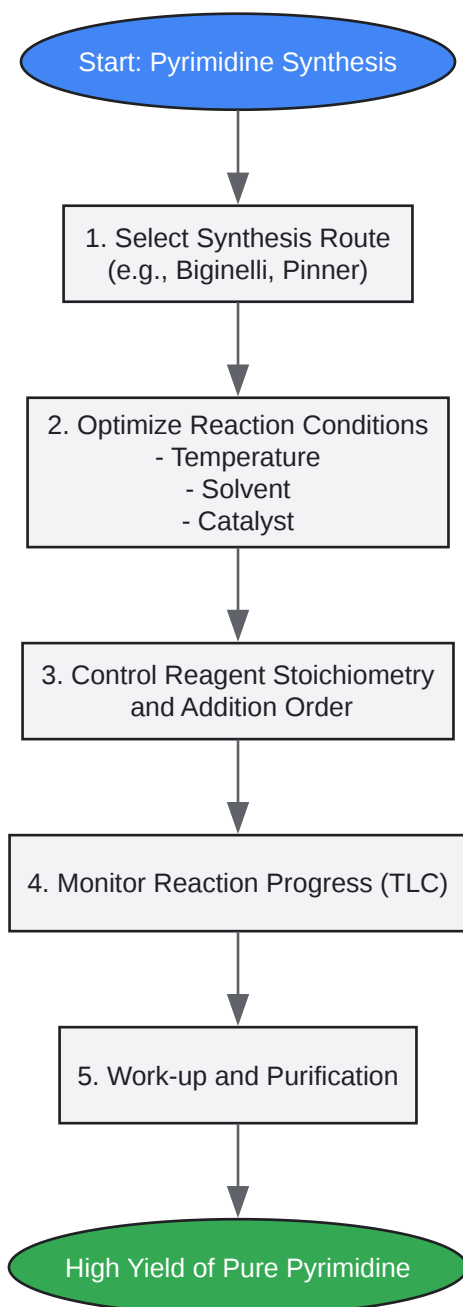 Start: Pyrimidine Synthesis
1. Select Synthesis Route
(e.g., Biginelli, Pinner)
2. Optimize Reaction Conditions
- Temperature
- Solvent
- Catalyst
3. Control Reagent Stoichiometry
and Addition Order
4. Monitor Reaction Progress (TLC)
5. Work-up and Purification
High Yield of Pure Pyrimidine